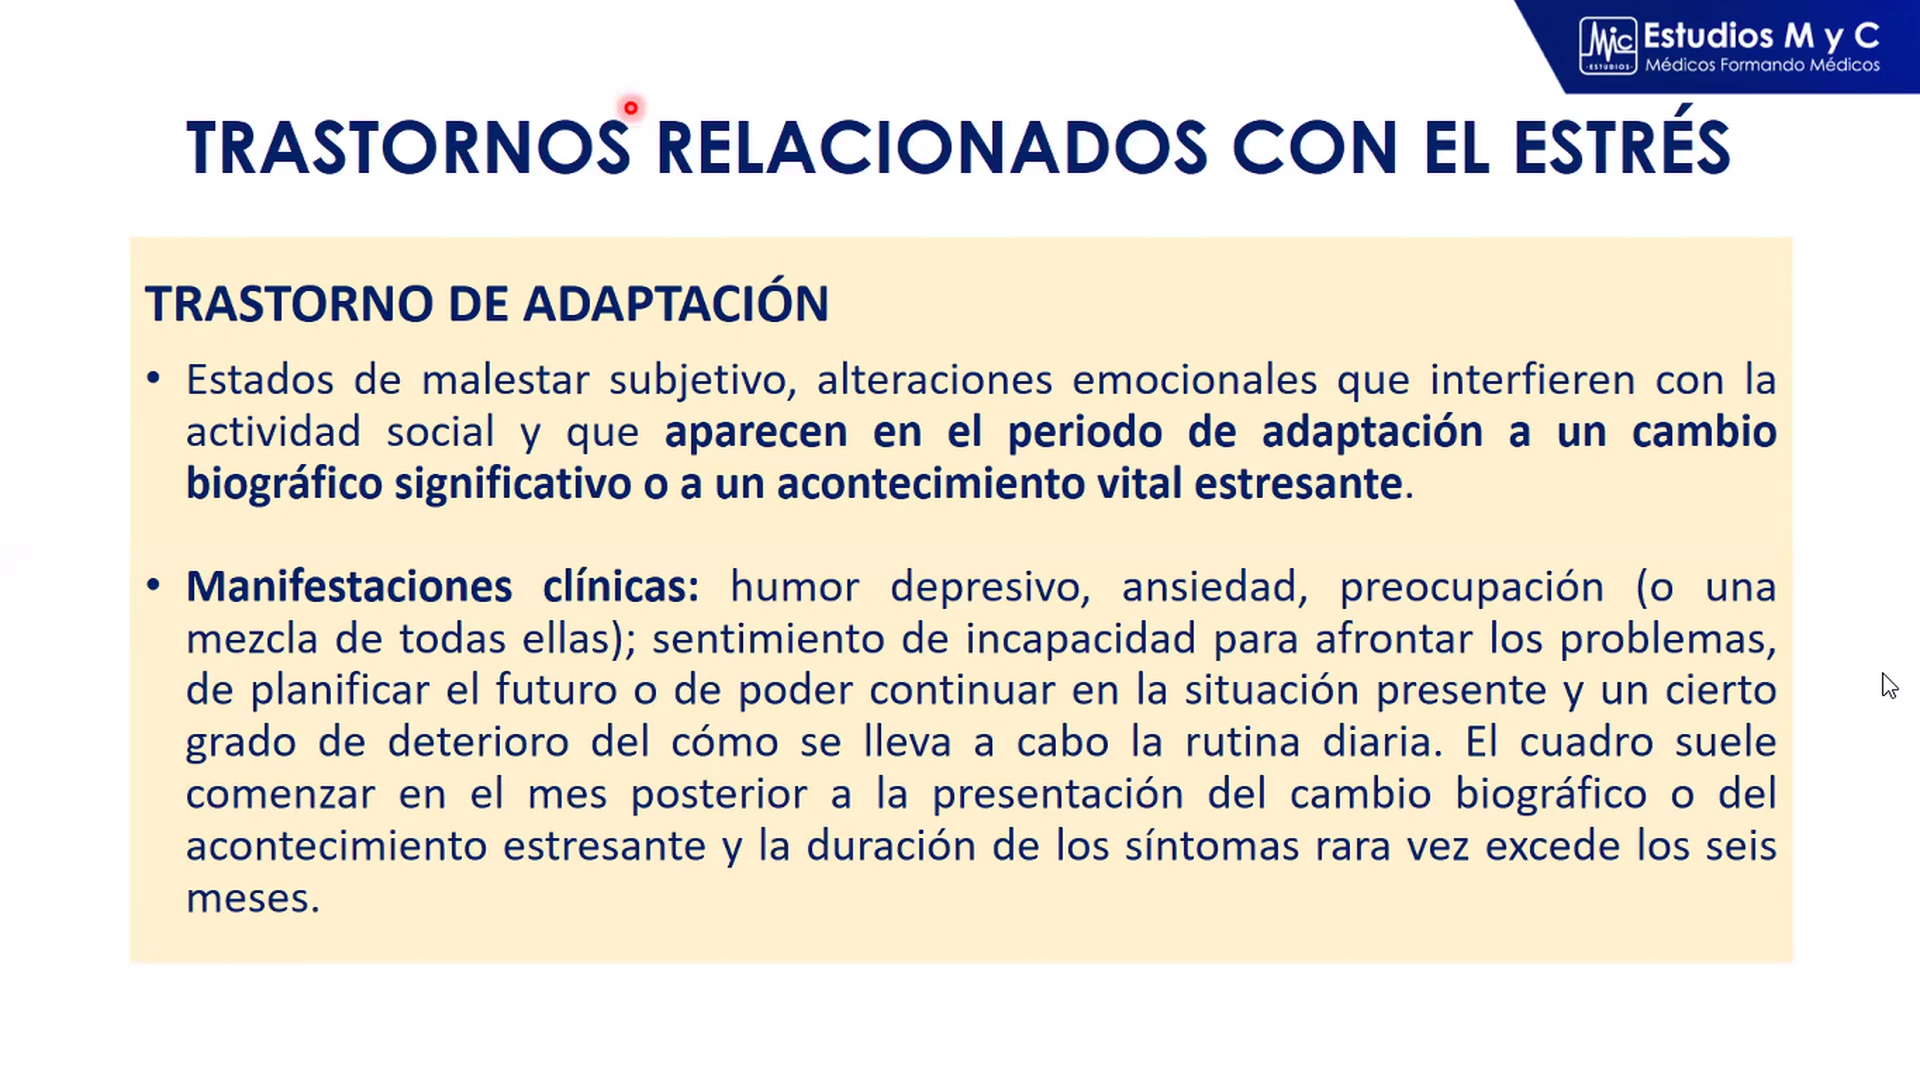 Estudios M y C
Médicos Formando Médicos
MyC
-ESTUDIOS-
TRASTORNOS RELACIONADOS CON EL ESTRÉS
TRASTORNO DE ADAPTACIÓN
• Estados de malestar subjetivo, alteraciones emocionales que interfieren con la
actividad social y que aparecen en el periodo de adaptación a un cambio
biográfico significativo o a un acontecimiento vital estresante.
• Manifestaciones clínicas: humor depresivo, ansiedad, preocupación (o una
mezcla de todas ellas); sentimiento de incapacidad para afrontar los problemas,
de planificar el futuro o de poder continuar en la situación presente y un cierto
grado de deterioro del cómo se lleva a cabo la rutina diaria. El cuadro suele
comenzar en el mes posterior a la presentación del cambio biográfico o del
acontecimiento estresante y la duración de los síntomas rara vez excede los seis
meses.